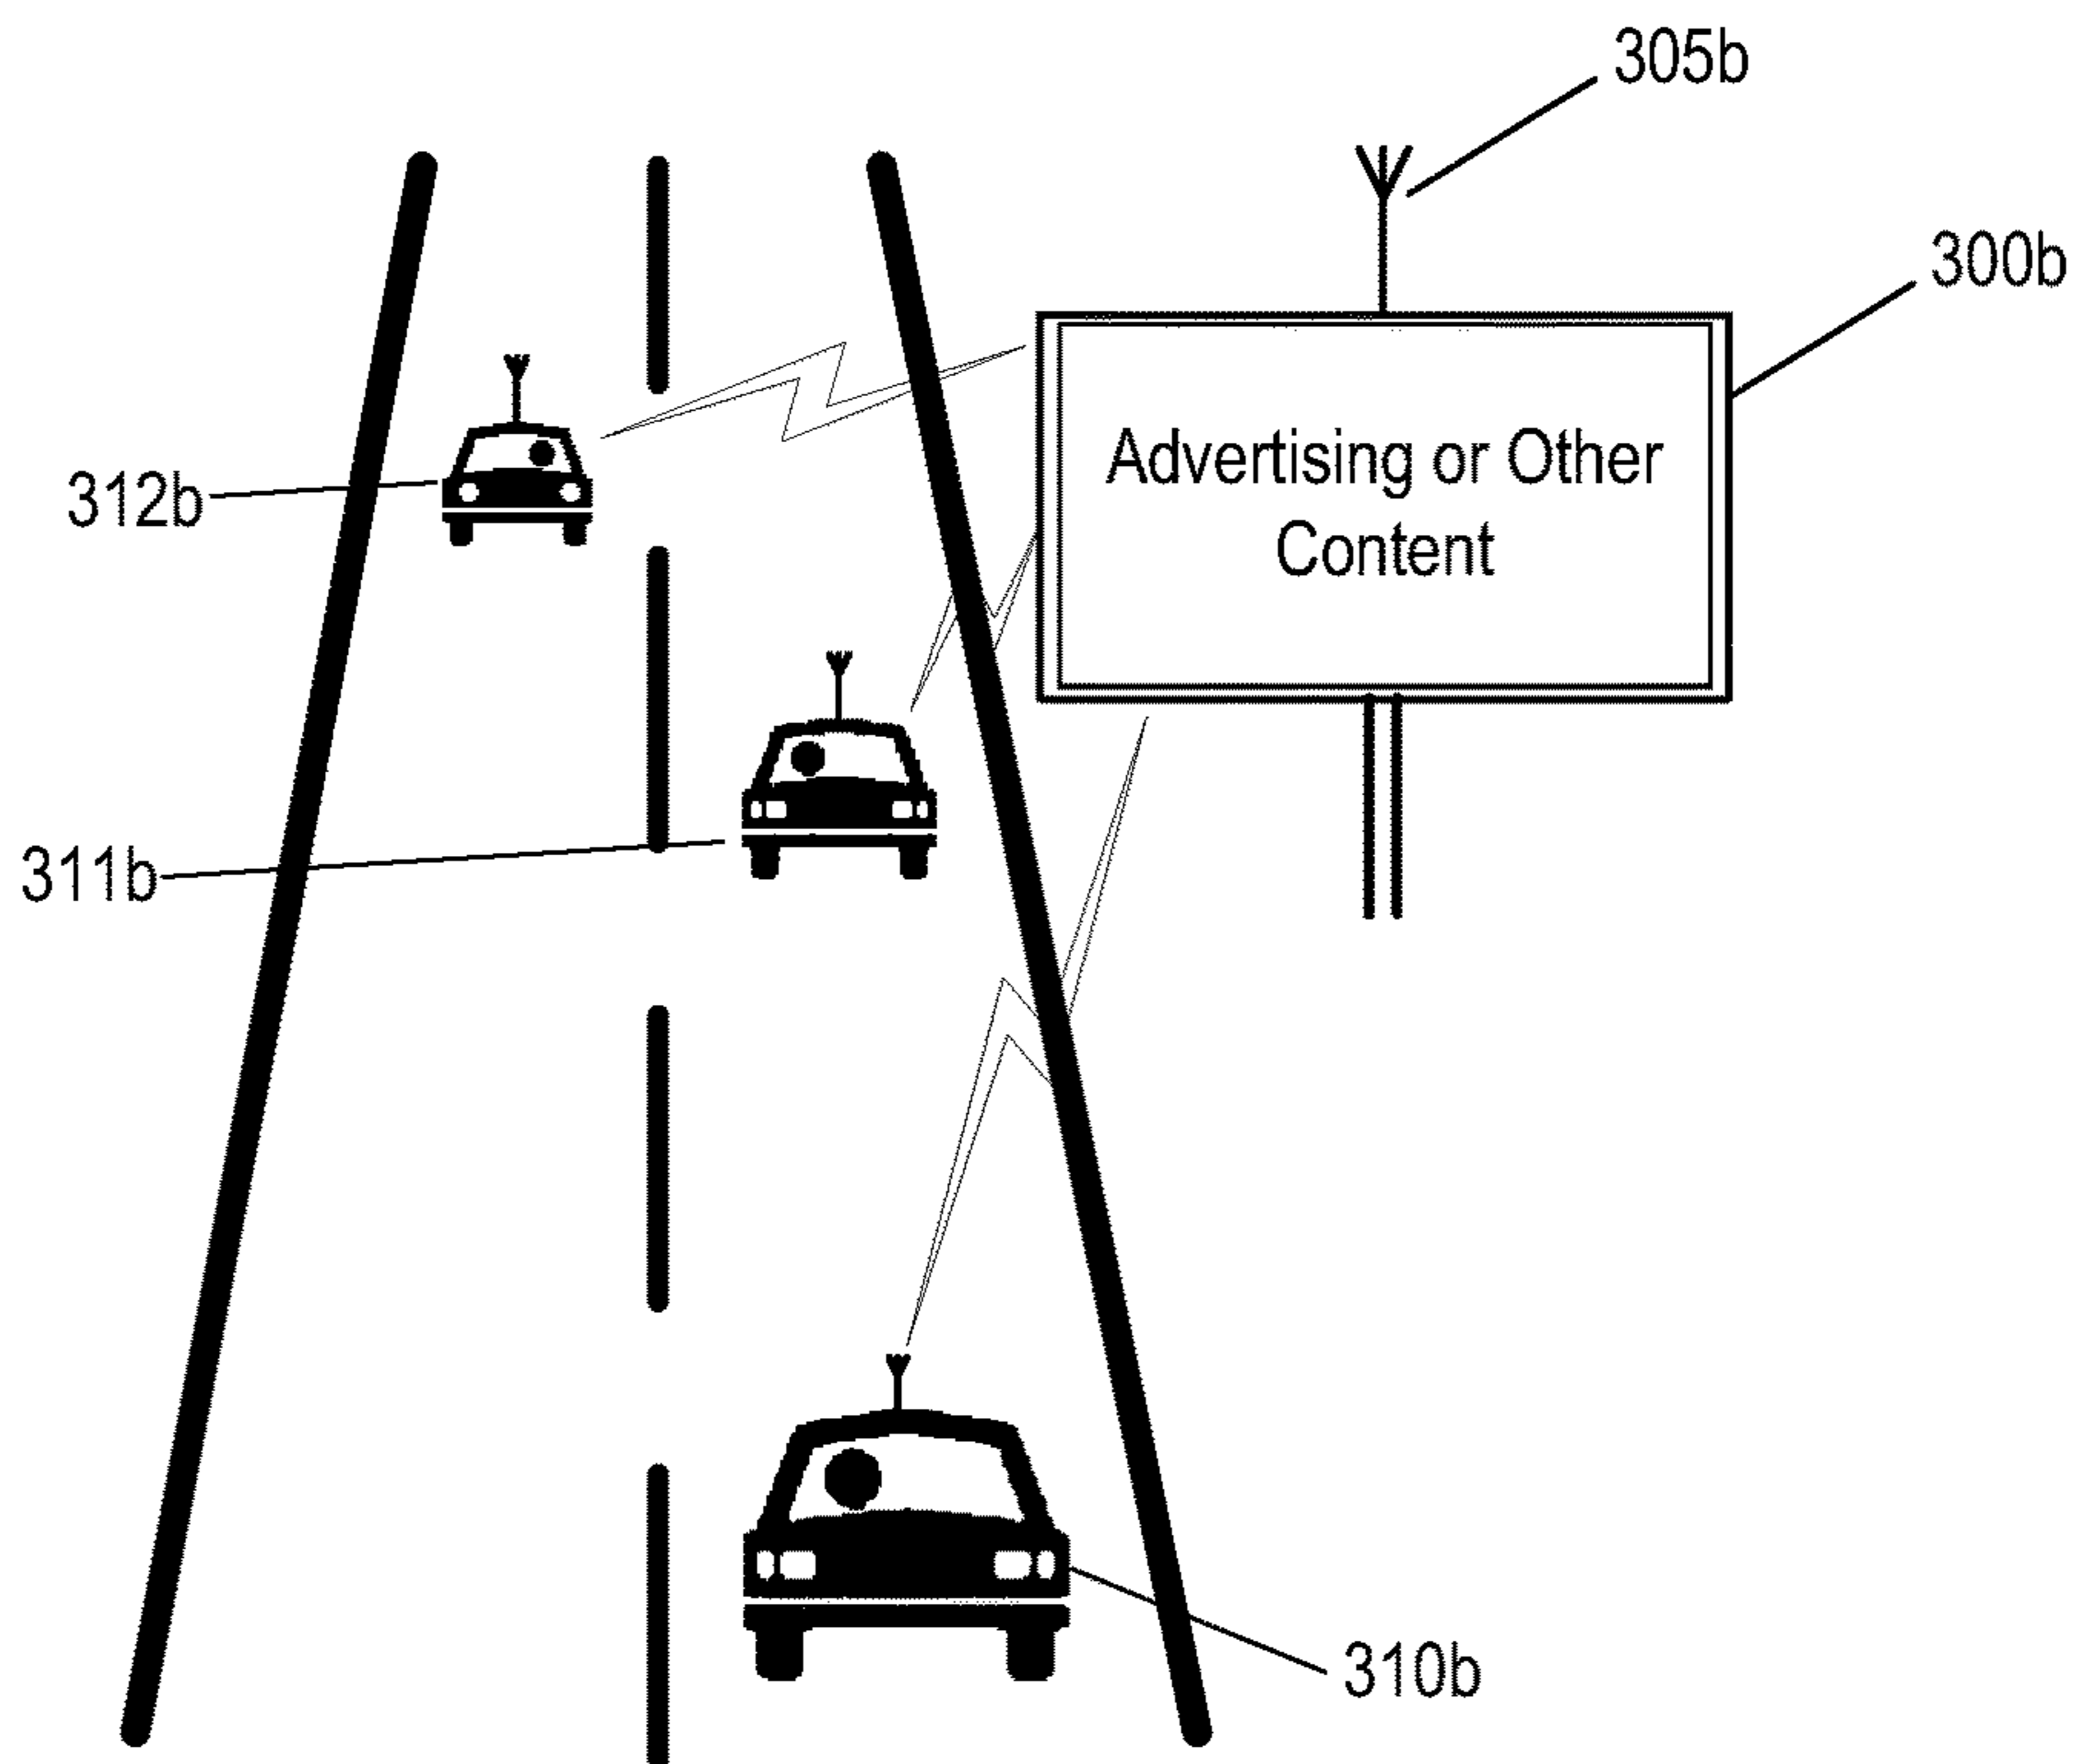 305b
300b
Advertising or Other
Content
312b
311b
310b